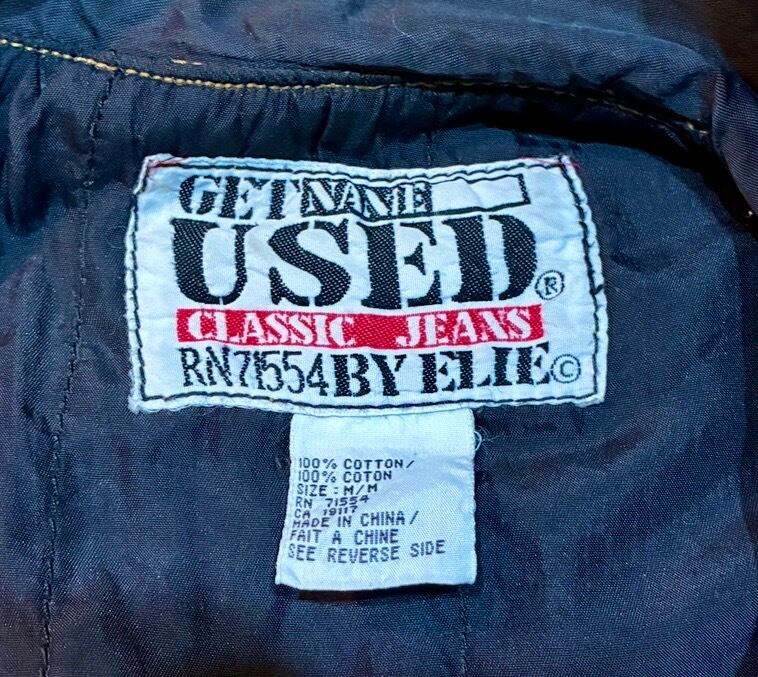 GET NAME
USED®
CLASSIC JEANS
RN71554 BY ELIE©
100% COTTON/
100% COTON
SIZE : M/M
RN 71554
CA 19117
MADE IN CHINA/
FAIT A CHINE
SEE REVERSE SIDE